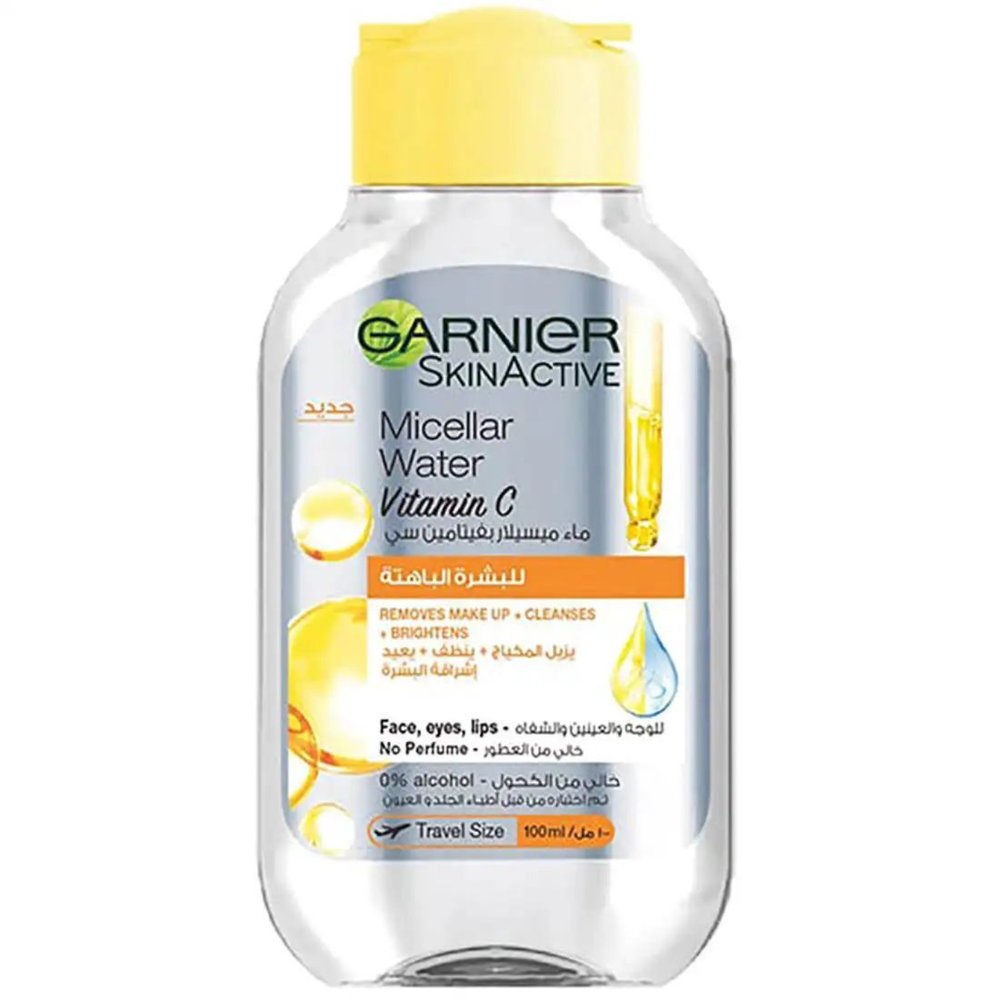 GARNIER
SKINACTIVE
جديد
Micellar
Water
Vitamin C
ماء ميسيلار بفيتامين سي
للبشرة الباهتة
REMOVES MAKE UP + CLEANSES
+ BRIGHTENS
يزيل المكياج + ينظف + يعيد
إشراقة البشرة
Face, eyes, lips - للوجه والعينين والشفاه
No Perfume - خالي من العطور
0% alcohol - خالي من الكحول
تم اختباره من قبل أطباء الجلد و العيون
Travel Size 100ml/١٠٠ مل